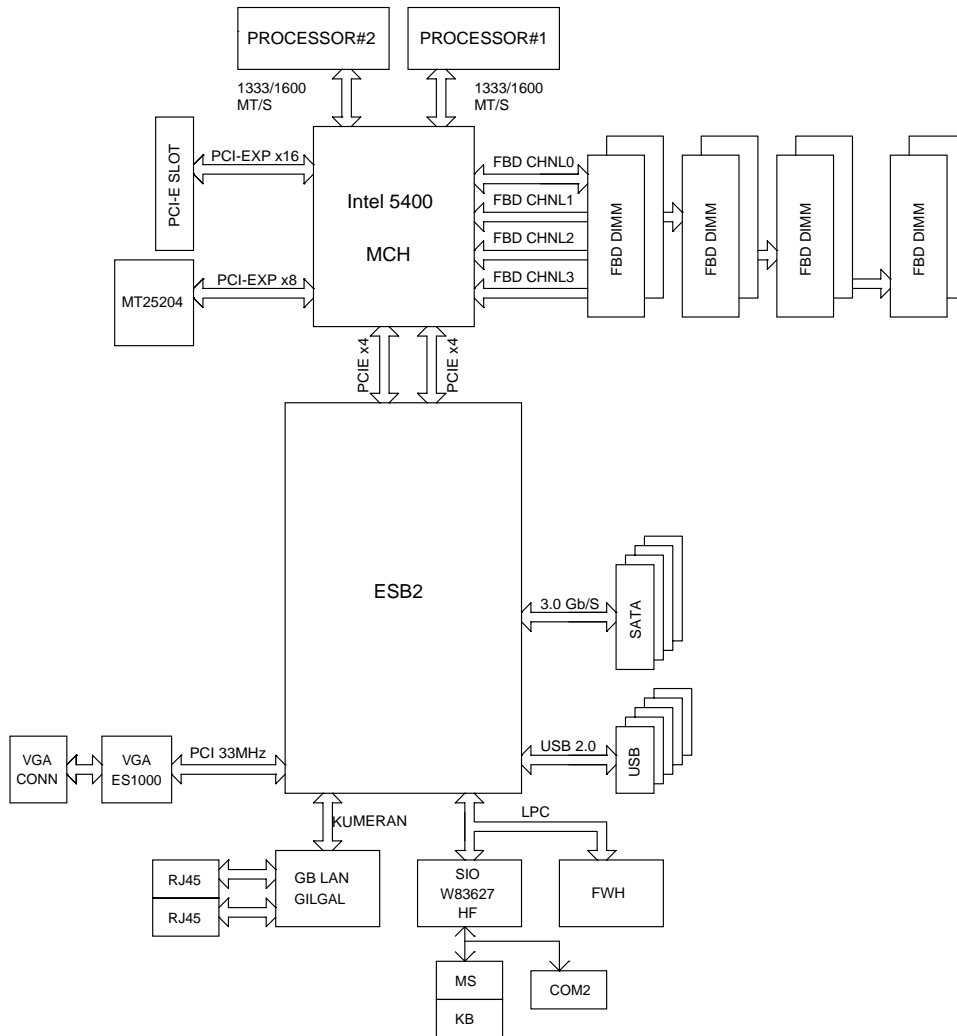 PROCESSOR#2
PROCESSOR#1
1333/1600
MT/S
1333/1600
MT/S
PCI-E SLOT
PCI-EXP x16
Intel 5400
MCH
FBD CHNL0
FBD CHNL1
FBD CHNL2
FBD CHNL3
FBD DIMM
FBD DIMM
FBD DIMM
FBD DIMM
MT25204
PCI-EXP x8
PCIE x4
PCIE x4
ESB2
3.0 Gb/S
SATA
USB 2.0
USB
VGA
CONN
VGA
ES1000
PCI 33MHz
KUMERAN
LPC
RJ45
RJ45
GB LAN
GILGAL
SIO
W83627
HF
FWH
MS
KB
COM2